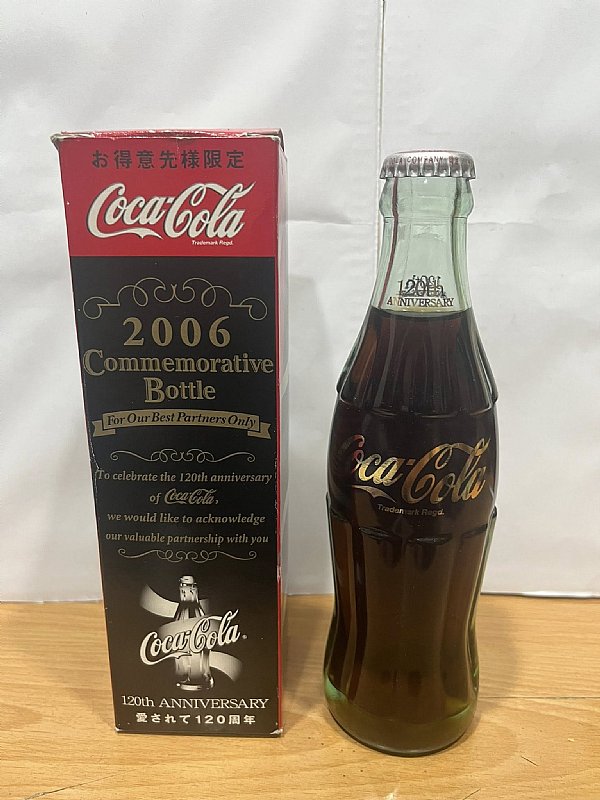 お得意先様限定
Coca-Cola
Trademark Regd.
2006
Commemorative
Bottle
For Our Best Partners Only
To celebrate the 120th anniversary
of Coca-Cola,
we would like to acknowledge
our valuable partnership with you
Coca-Cola®
120th ANNIVERSARY
愛されて120周年
COMPANY
120th
ANNIVERSARY
Coca-Cola
Trademark Regd.